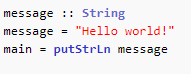 message :: String
message = "Hello world!"
main = putStrLn message